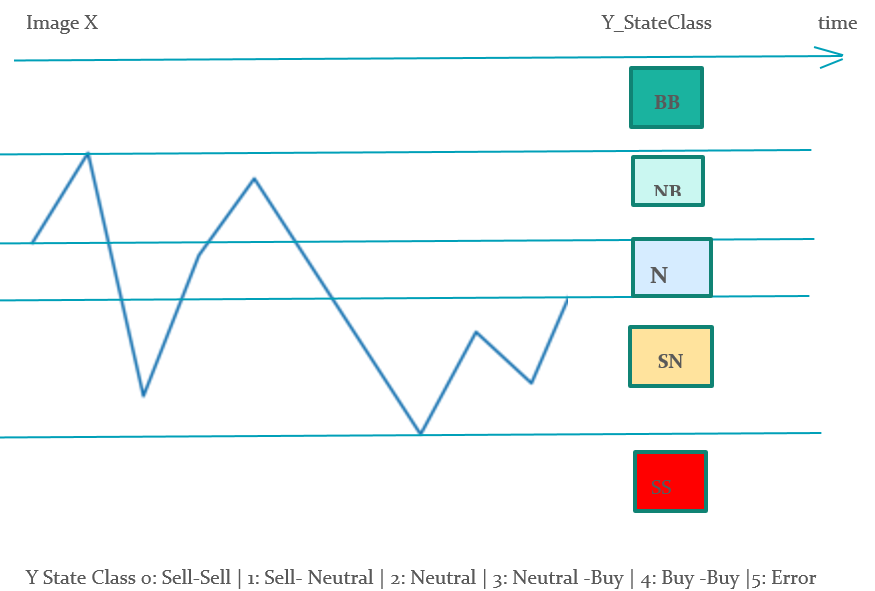 Image X Y_StateClass time
BB
NB
N
SN
SS
Y State Class 0: Sell-Sell | 1: Sell- Neutral | 2: Neutral | 3: Neutral -Buy | 4: Buy -Buy |5: Error